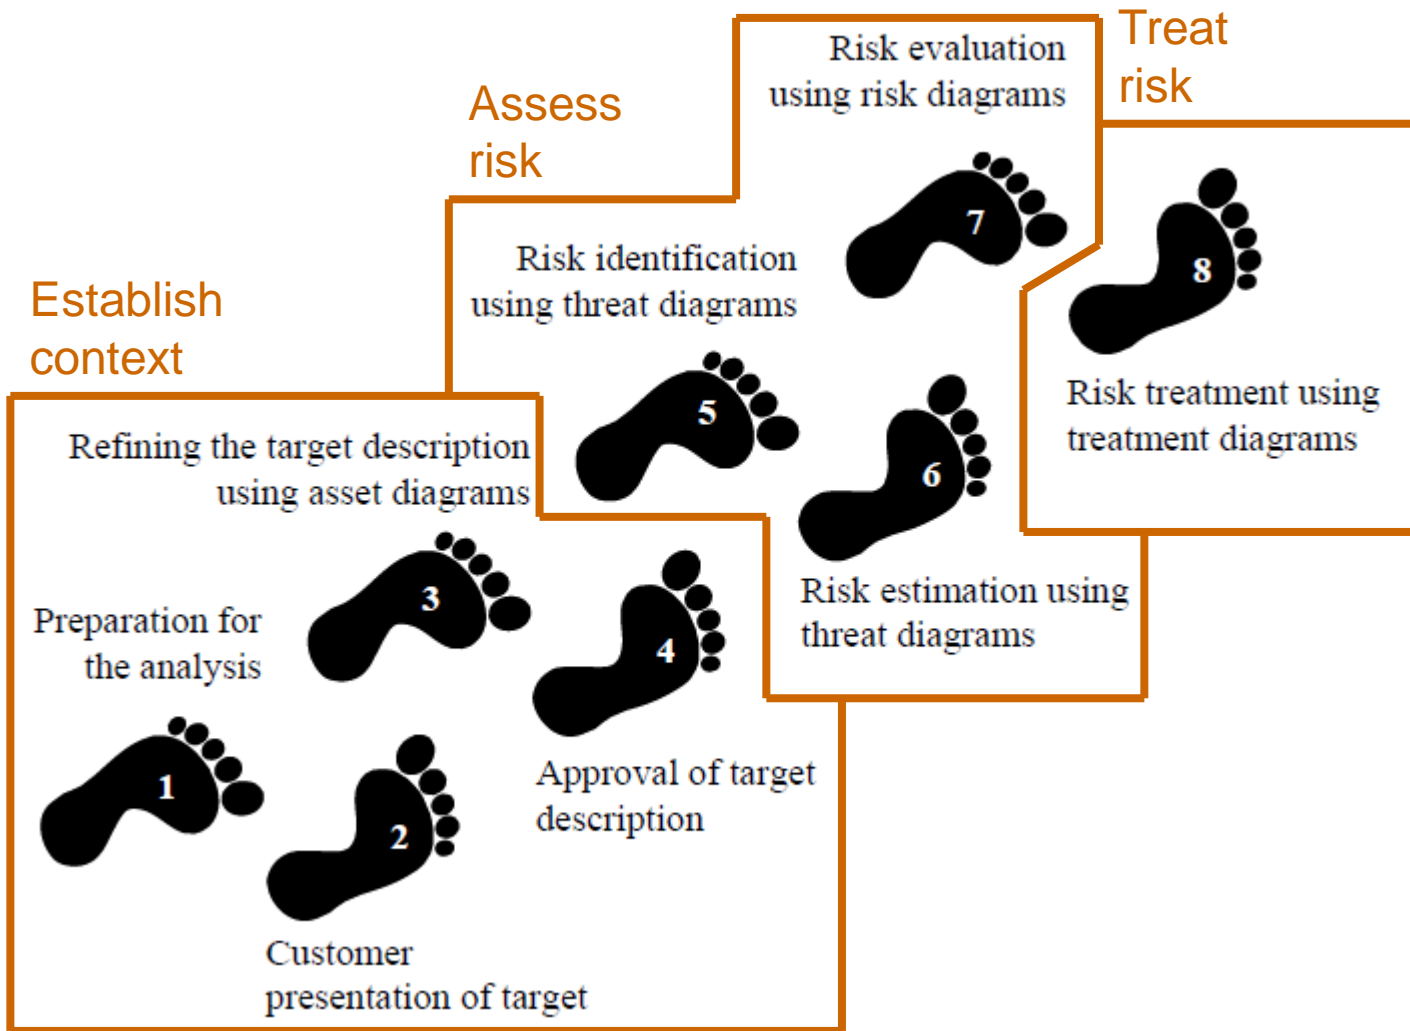 Establish
context
Preparation for
the analysis
1
2
Customer
presentation of target
Refining the target description
using asset diagrams
3
4
Approval of target
description
Assess
risk
Risk identification
using threat diagrams
5
6
Risk estimation using
threat diagrams
Risk evaluation
using risk diagrams
7
Treat
risk
8
Risk treatment using
treatment diagrams